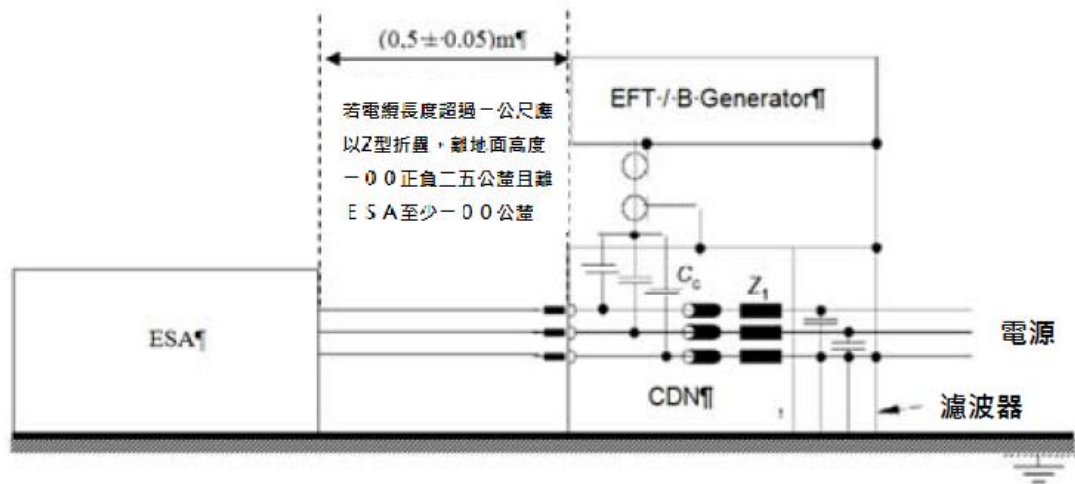 (0.5±0.05)m¶
若電纜長度超過一公尺應
以Z型折疊，離地面高度
一００正負二五公釐且離
ＥＳＡ至少一００公釐
EFT·/·B·Generator¶
Cc
Z1
ESA¶
CDN¶
電源
濾波器